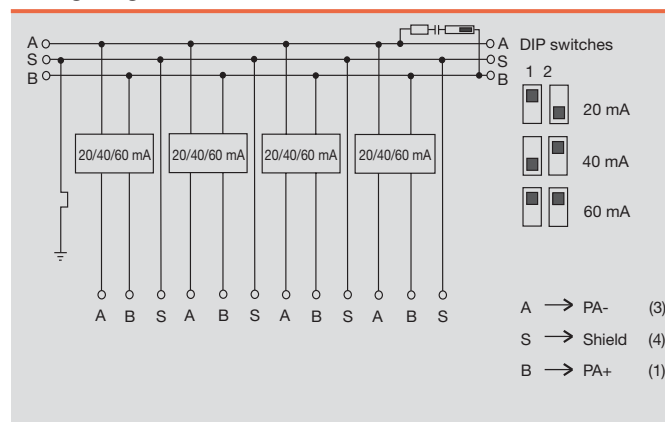 A A DIP switches
S S
B B
1 2
20 mA
20/40/60 mA 20/40/60 mA 20/40/60 mA 20/40/60 mA
40 mA
60 mA
A B S A B S A B S A B S
A → PA- (3)
S → Shield (4)
B → PA+ (1)